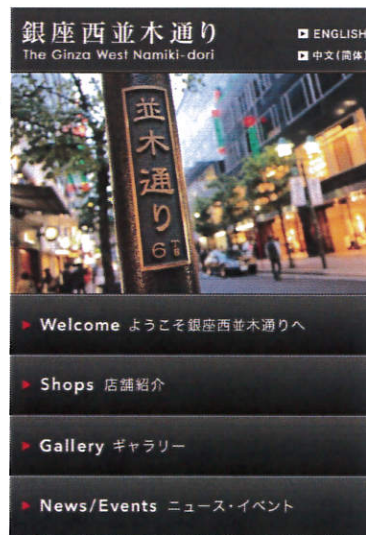 銀座西並木通り
The Ginza West Namiki-dori
ENGLISH
中文(简体)
並木通り
6丁目
Welcome ようこそ銀座西並木通りへ
Shops 店舗紹介
Gallery ギャラリー
News/Events ニュース・イベント